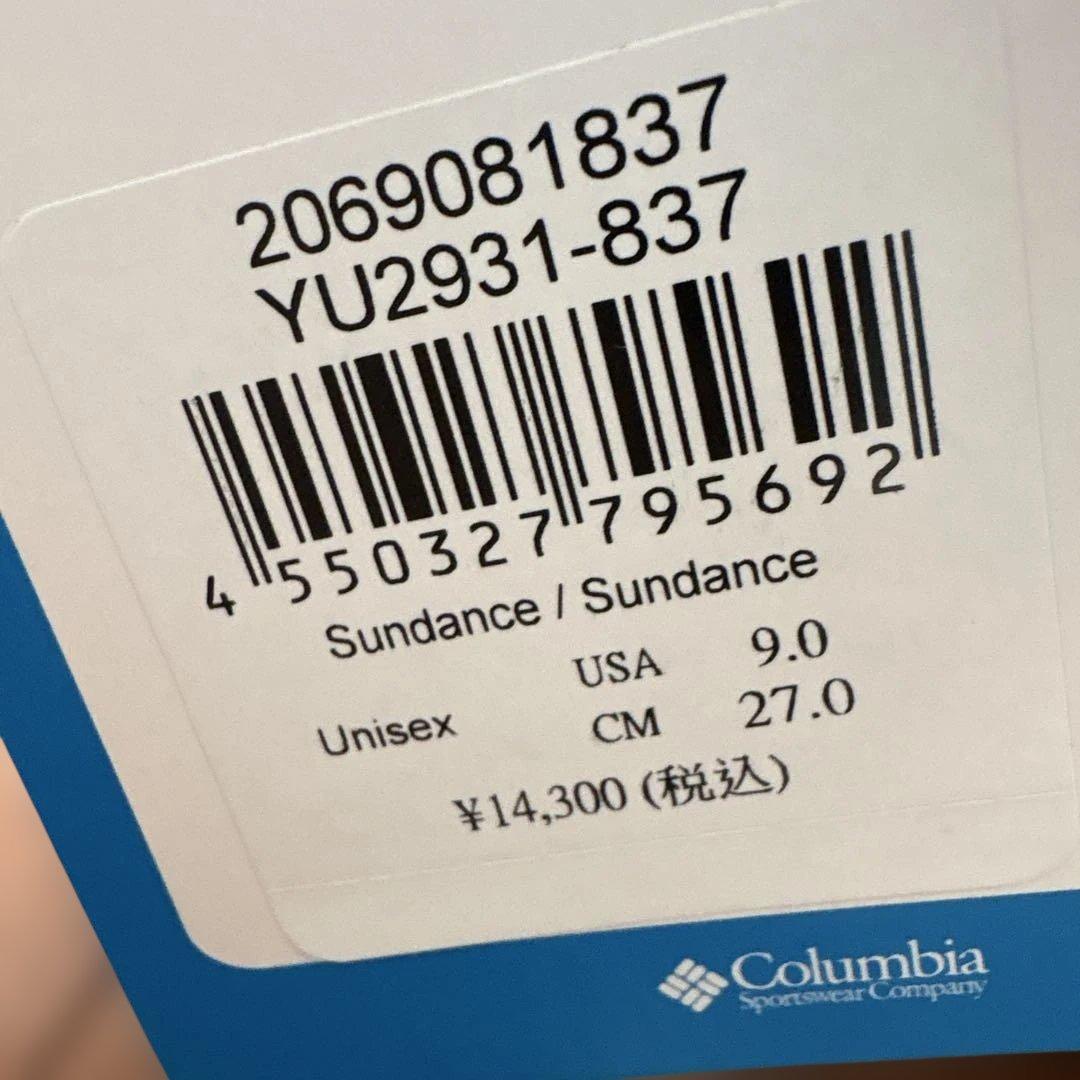 2069081837
YU2931-837
4 550327 795692
Sundance / Sundance
USA 9.0
Unisex CM 27.0
¥14,300 (税込)
Columbia
Sportswear Company